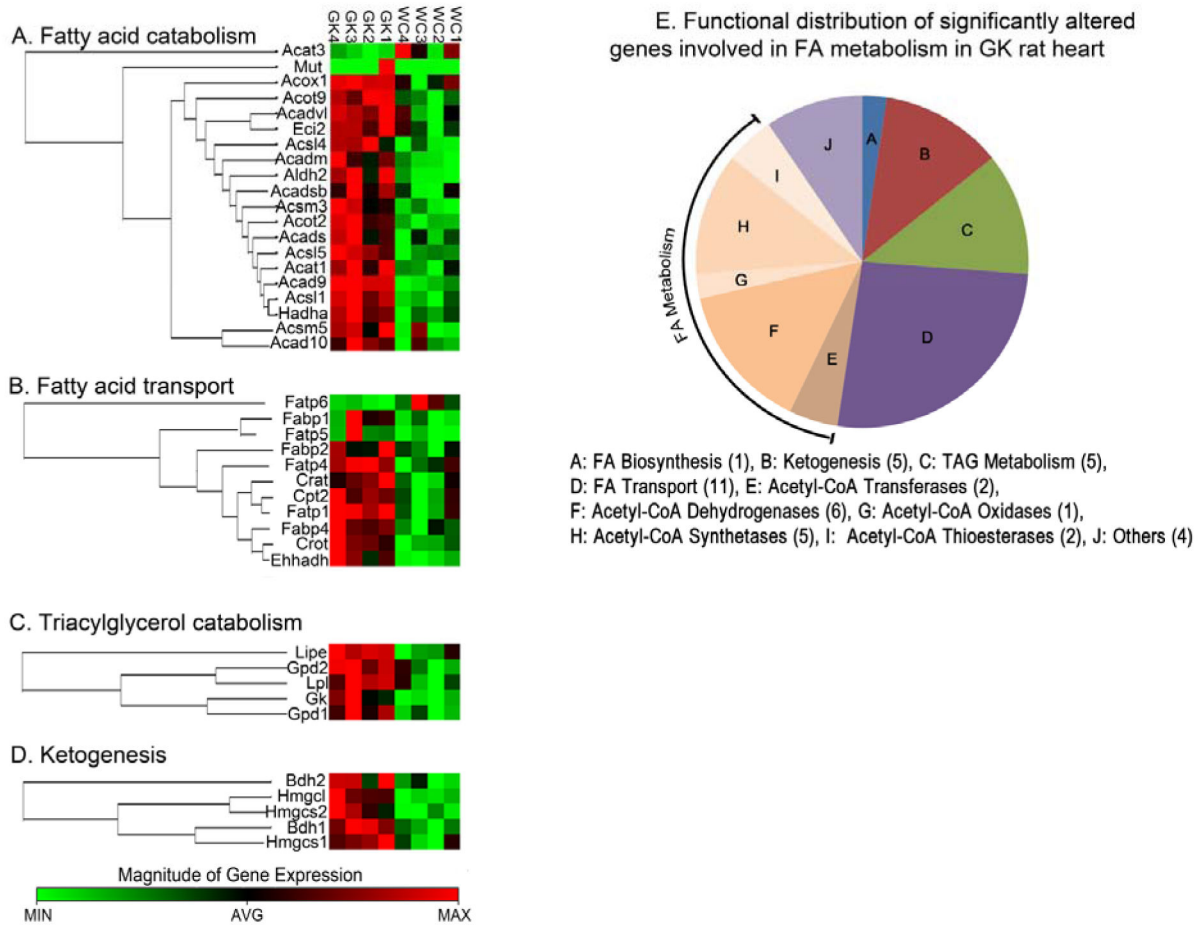 A. Fatty acid catabolism
GK4 GK3 GK2 GK1 WC4 WC3 WC2 WC1
Acat3
Mut
Acox1
Acot9
Acadvl
Eci2
Acsl4
Acadm
Aldh2
Acadsb
Acsm3
Acot2
Acads
Acsl5
Acat1
Acad9
Acsl1
Hadha
Acsm5
Acad10
B. Fatty acid transport
Fatp6
Fabp1
Fatp5
Fabp2
Fatp4
Crat
Cpt2
Fatp1
Fabp4
Crot
Ehhadh
C. Triacylglycerol catabolism
Lipe
Gpd2
Lpl
Gk
Gpd1
D. Ketogenesis
Bdh2
Hmgcl
Hmgcs2
Bdh1
Hmgcs1
Magnitude of Gene Expression
MIN AVG MAX
E. Functional distribution of significantly altered
genes involved in FA metabolism in GK rat heart
A
B
C
D
E
F
G
H
I
J
FA Metabolism
A: FA Biosynthesis (1), B: Ketogenesis (5), C: TAG Metabolism (5),
D: FA Transport (11), E: Acetyl-CoA Transferases (2),
F: Acetyl-CoA Dehydrogenases (6), G: Acetyl-CoA Oxidases (1),
H: Acetyl-CoA Synthetases (5), I: Acetyl-CoA Thioesterases (2), J: Others (4)